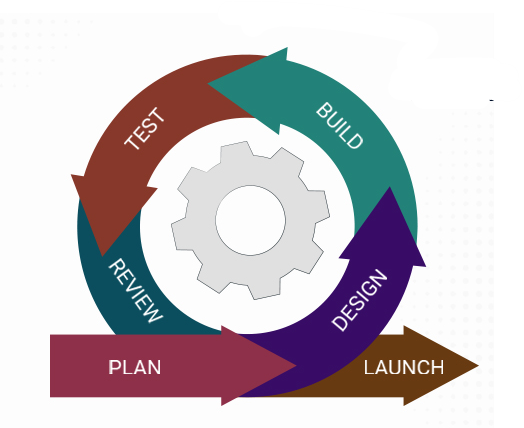 TEST
BUILD
REVIEW
DESIGN
PLAN
LAUNCH